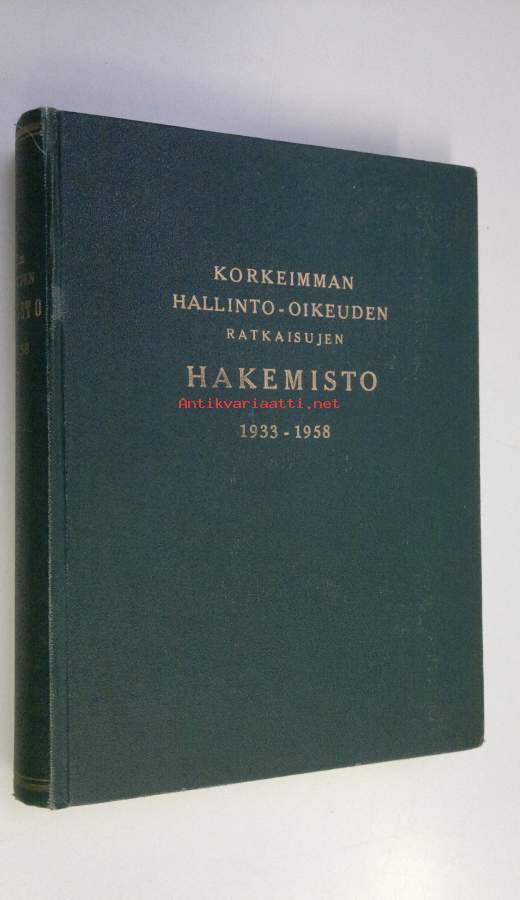 KORKEIMMAN
HALLINTO-OIKEUDEN
RATKAISUJEN
HAKEMISTO
Antikvariaatti.net
1933 - 1958